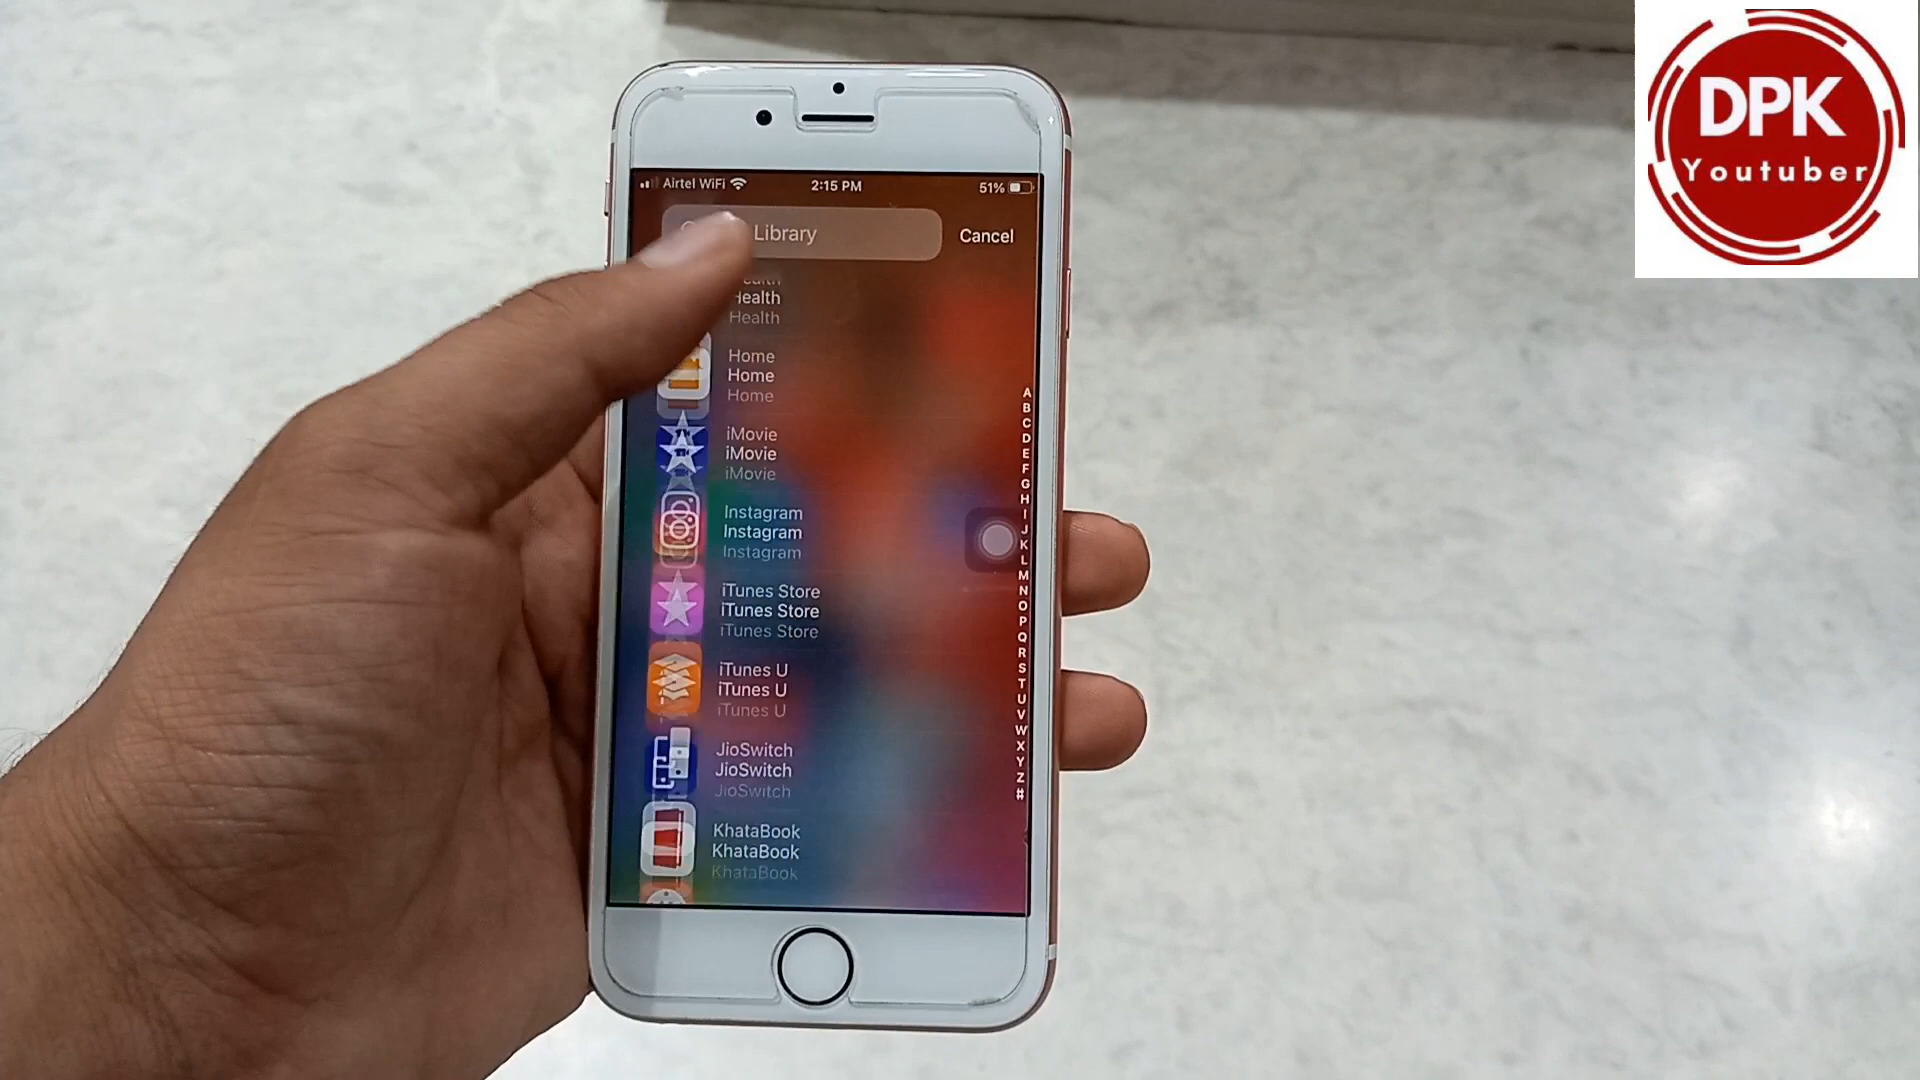 DPK
Youtuber
Airtel WiFi
2:15 PM
51%
Library
Cancel
Health
Health
Home
Home
Home
iMovie
iMovie
iMovie
Instagram
Instagram
Instagram
iTunes Store
iTunes Store
iTunes Store
iTunes U
iTunes U
iTunes U
JioSwitch
JioSwitch
JioSwitch
KhataBook
KhataBook
KhataBook
A
B
C
D
E
F
G
H
I
J
K
L
M
N
O
P
Q
R
S
T
U
V
W
X
Y
Z
#